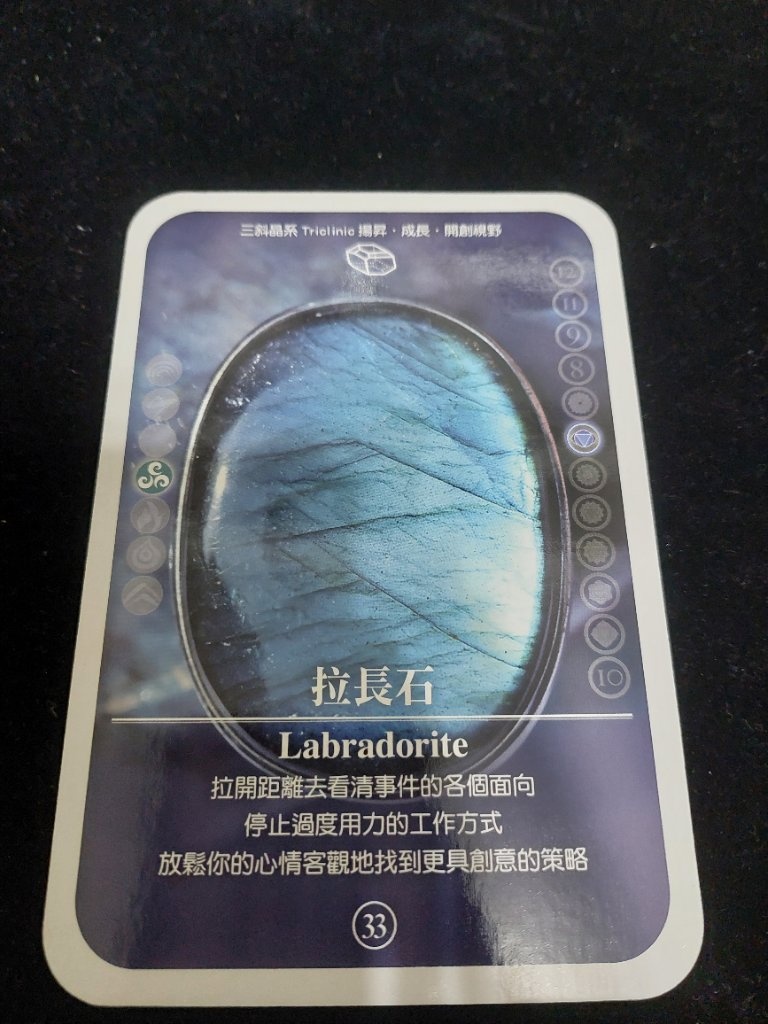 三斜晶系 Triclinic 揚昇·成長·開創視野
12
11
9
8
10
拉長石
Labradorite
拉開距離去看清事件的各個面向
停止過度用力的工作方式
放鬆你的心情客觀地找到更具創意的策略
33